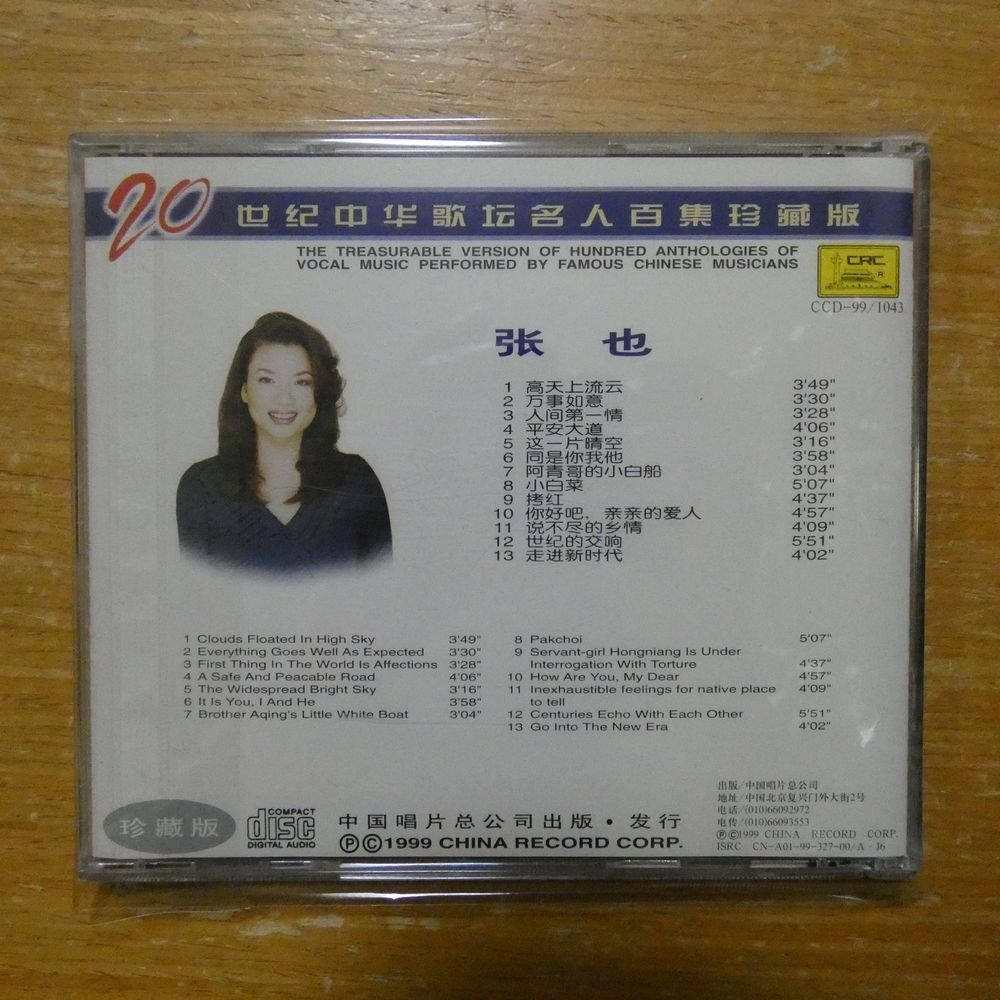 20 世纪中华歌坛名人百集珍藏版
THE TREASURABLE VERSION OF HUNDRED ANTHOLOGIES OF
VOCAL MUSIC PERFORMED BY FAMOUS CHINESE MUSICIANS
CRC
R
CCD-99/1043
张 也
1 高天上流云 3'49"
2 万事如意 3'30"
3 人间第一情 3'28"
4 平安大道 4'06"
5 这一片晴空 3'16"
6 同是你我他 3'58"
7 阿青哥的小白船 3'04"
8 小白菜 5'07"
9 拷红 4'37"
10 你好吧，亲亲的爱人 4'57"
11 说不尽的乡情 4'09"
12 世纪的交响 5'51"
13 走进新时代 4'02"
1 Clouds Floated In High Sky 3'49"
2 Everything Goes Well As Expected 3'30"
3 First Thing In The World Is Affections 3'28"
4 A Safe And Peacable Road 4'06"
5 The Widespread Bright Sky 3'16"
6 It Is You, I And He 3'58"
7 Brother Aqing's Little White Boat 3'04"
8 Pakchoi 5'07"
9 Servant-girl Hongniang Is Under
Interrogation With Torture 4'37"
10 How Are You, My Dear 4'57"
11 Inexhaustible feelings for native place 4'09"
to tell
12 Centuries Echo With Each Other 5'51"
13 Go Into The New Era 4'02"
珍藏版
COMPACT
disc
DIGITAL AUDIO
中国唱片总公司出版·发行
Ⓟ©1999 CHINA RECORD CORP.
出版/中国唱片总公司
地址/中国北京复兴门外大街2号
电话/(010)66092972
电传/(010)66093553
Ⓟ©1999 CHINA RECORD CORP.
ISRC CN-A01-99-327-00/A·J6